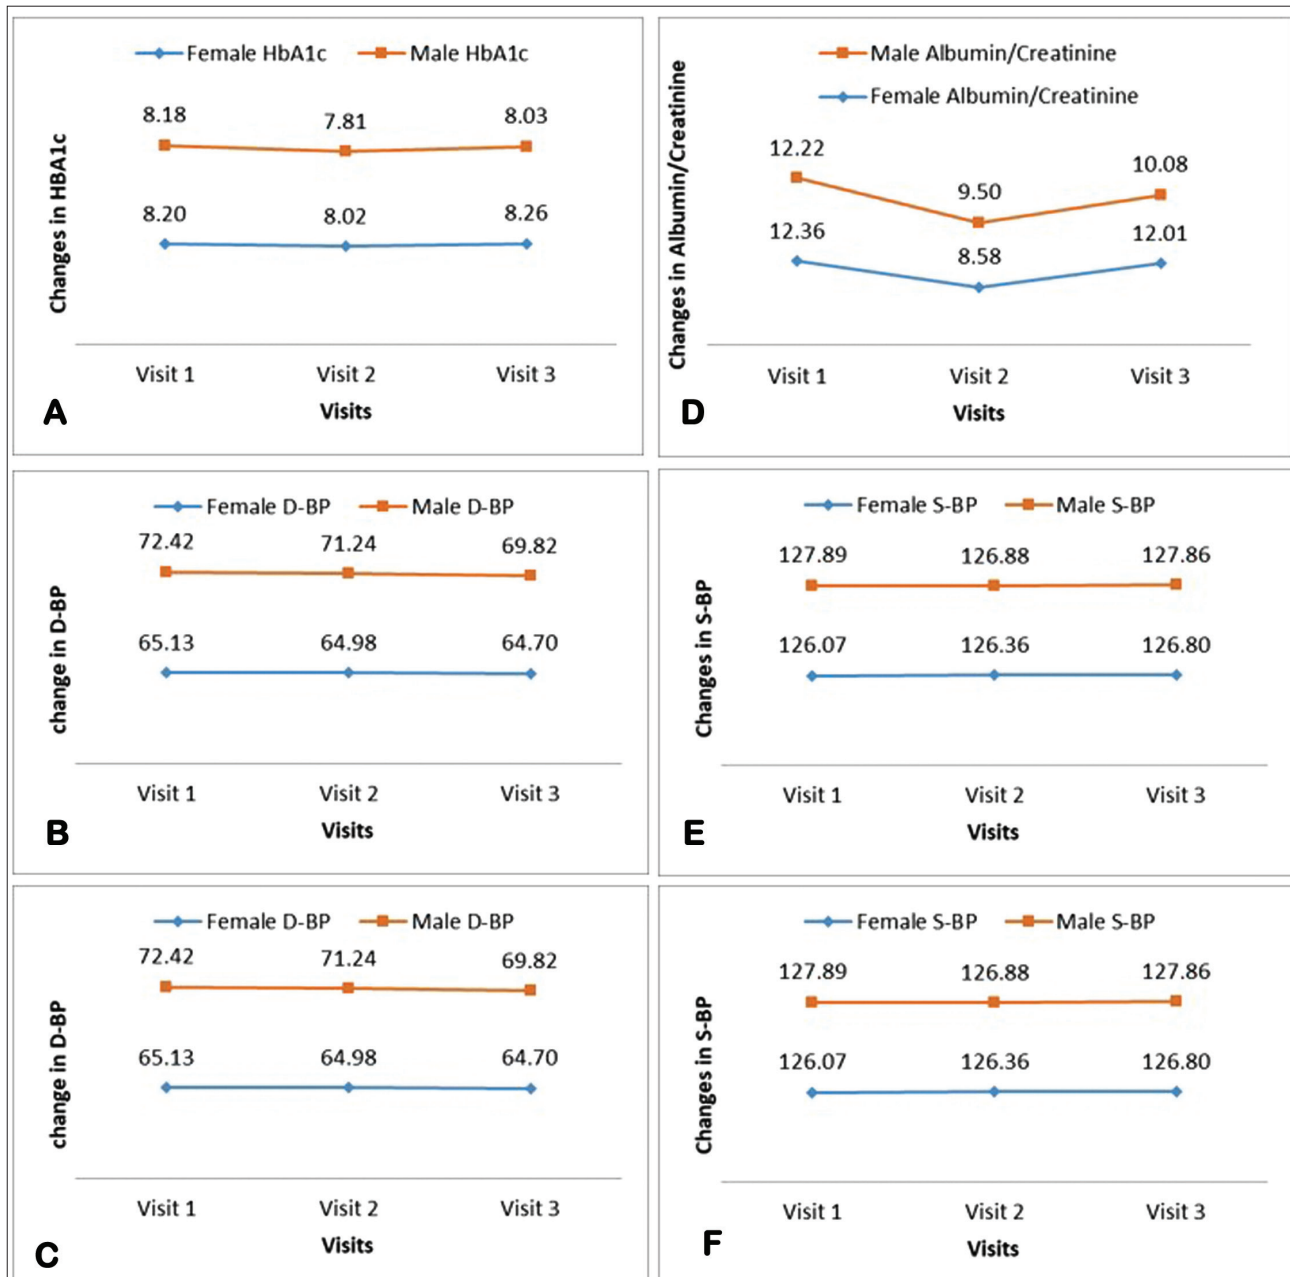 Female HbA1c Male HbA1c
Changes in HBA1c
8.18 7.81 8.03
8.20 8.02 8.26
Visit 1 Visit 2 Visit 3
Visits
A
Male Albumin/Creatinine
Female Albumin/Creatinine
Changes in Albumin/Creatinine
12.22 9.50 10.08
12.36 8.58 12.01
Visit 1 Visit 2 Visit 3
Visits
D
Female D-BP Male D-BP
change in D-BP
72.42 71.24 69.82
65.13 64.98 64.70
Visit 1 Visit 2 Visit 3
Visits
B
Female S-BP Male S-BP
Changes in S-BP
127.89 126.88 127.86
126.07 126.36 126.80
Visit 1 Visit 2 Visit 3
Visits
E
Female D-BP Male D-BP
change in D-BP
72.42 71.24 69.82
65.13 64.98 64.70
Visit 1 Visit 2 Visit 3
Visits
C
Female S-BP Male S-BP
Changes in S-BP
127.89 126.88 127.86
126.07 126.36 126.80
Visit 1 Visit 2 Visit 3
Visits
F